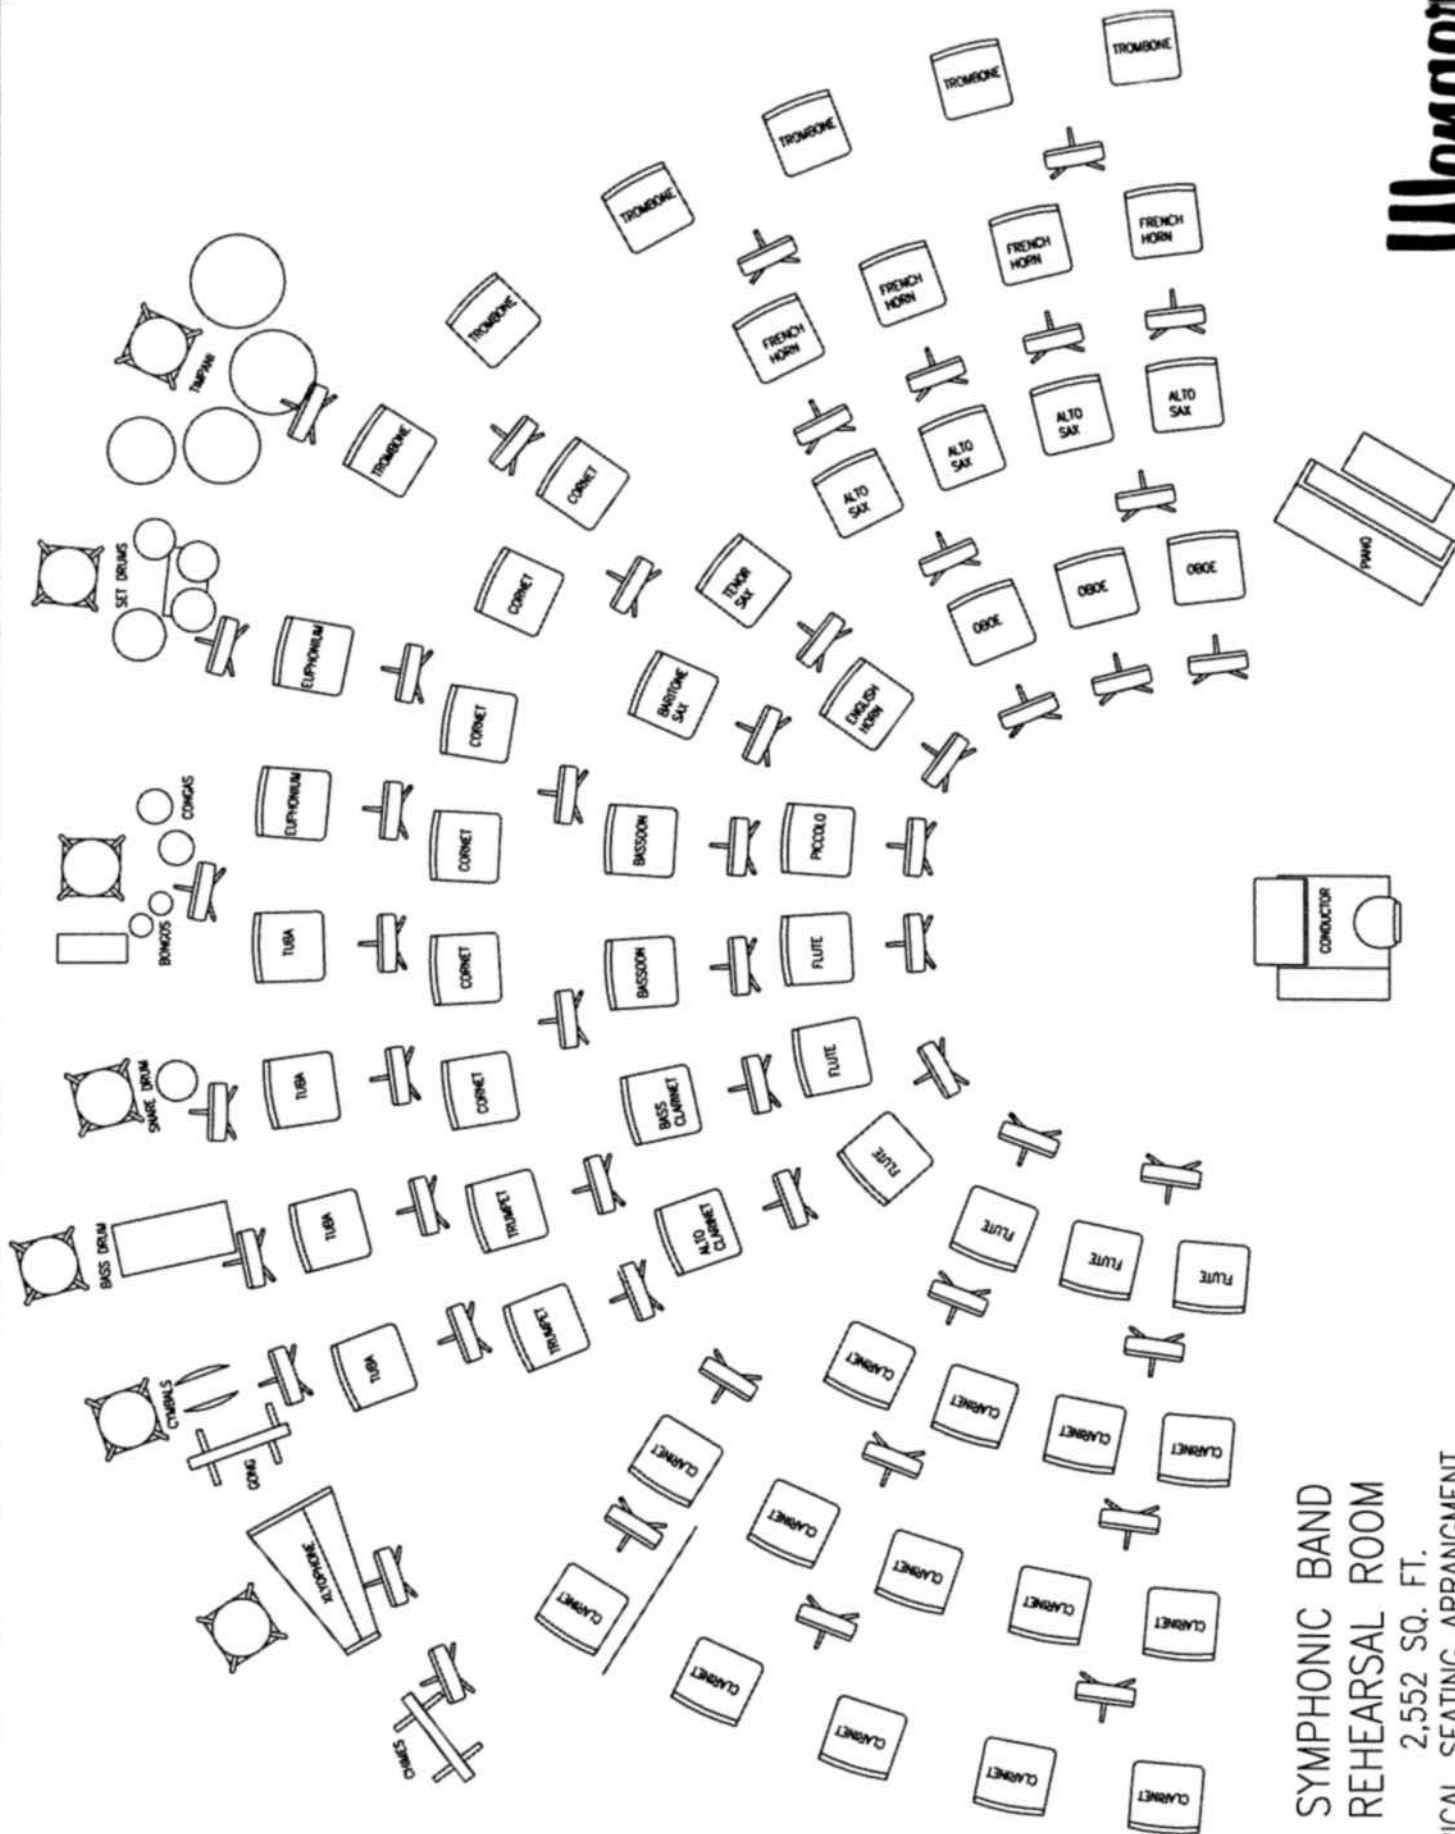 CHIMES
XLYOPHONE
GONG
CYMBALS
BASS DRUM
SNARE DRUM
BONGOS
CONGAS
SET DRUMS
TIMPANI
TUBA
TUBA
TUBA
TUBA
EUPHONIUM
EUPHONIUM
TROMBONE
TROMBONE
TROMBONE
TROMBONE
TROMBONE
TROMBONE
CLARINET
CLARINET
CLARINET
CLARINET
CLARINET
TRUMPET
TRUMPET
CORNET
CORNET
CORNET
CORNET
CORNET
CORNET
FRENCH
HORN
FRENCH
HORN
FRENCH
HORN
FRENCH
HORN
CLARINET
CLARINET
CLARINET
CLARINET
CLARINET
ALTO
CLARINET
BASS
CLARINET
BASSOON
BASSOON
BARITONE
SAX
TENOR
SAX
ALTO
SAX
ALTO
SAX
ALTO
SAX
ALTO
SAX
CLARINET
CLARINET
CLARINET
CLARINET
FLUTE
FLUTE
FLUTE
FLUTE
FLUTE
FLUTE
PICCOLO
ENGLISH
HORN
OBOE
OBOE
OBOE
CONDUCTOR
PIANO
SYMPHONIC BAND
REHEARSAL ROOM
2,552 SQ. FT.
SEATING ARRANGMENT